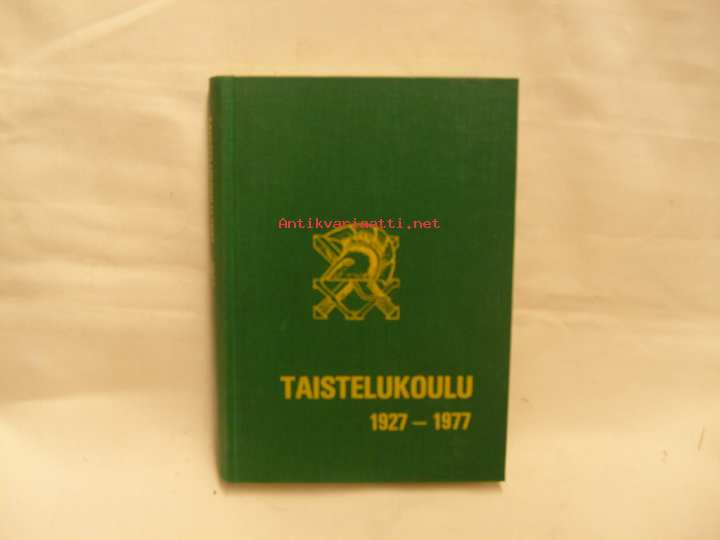 Antikvariaatti.net
TAISTELUKOULU
1927 – 1977